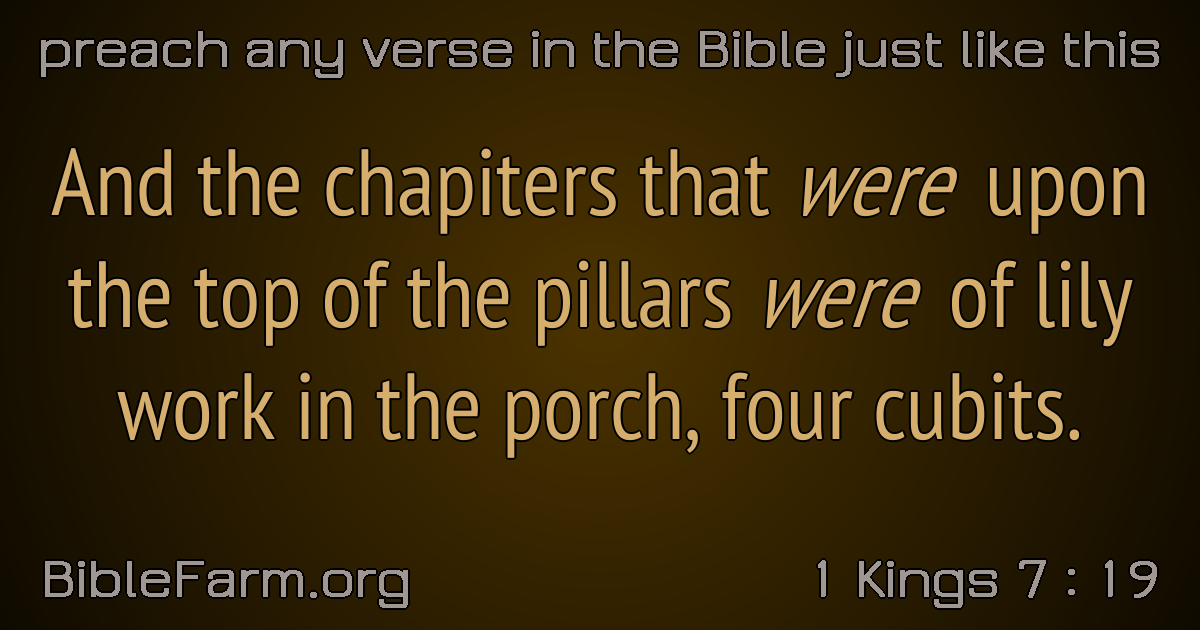 preach any verse in the Bible just like this
And the chapiters that were upon
the top of the pillars were of lily
work in the porch, four cubits.
BibleFarm.org
1 Kings 7 : 19